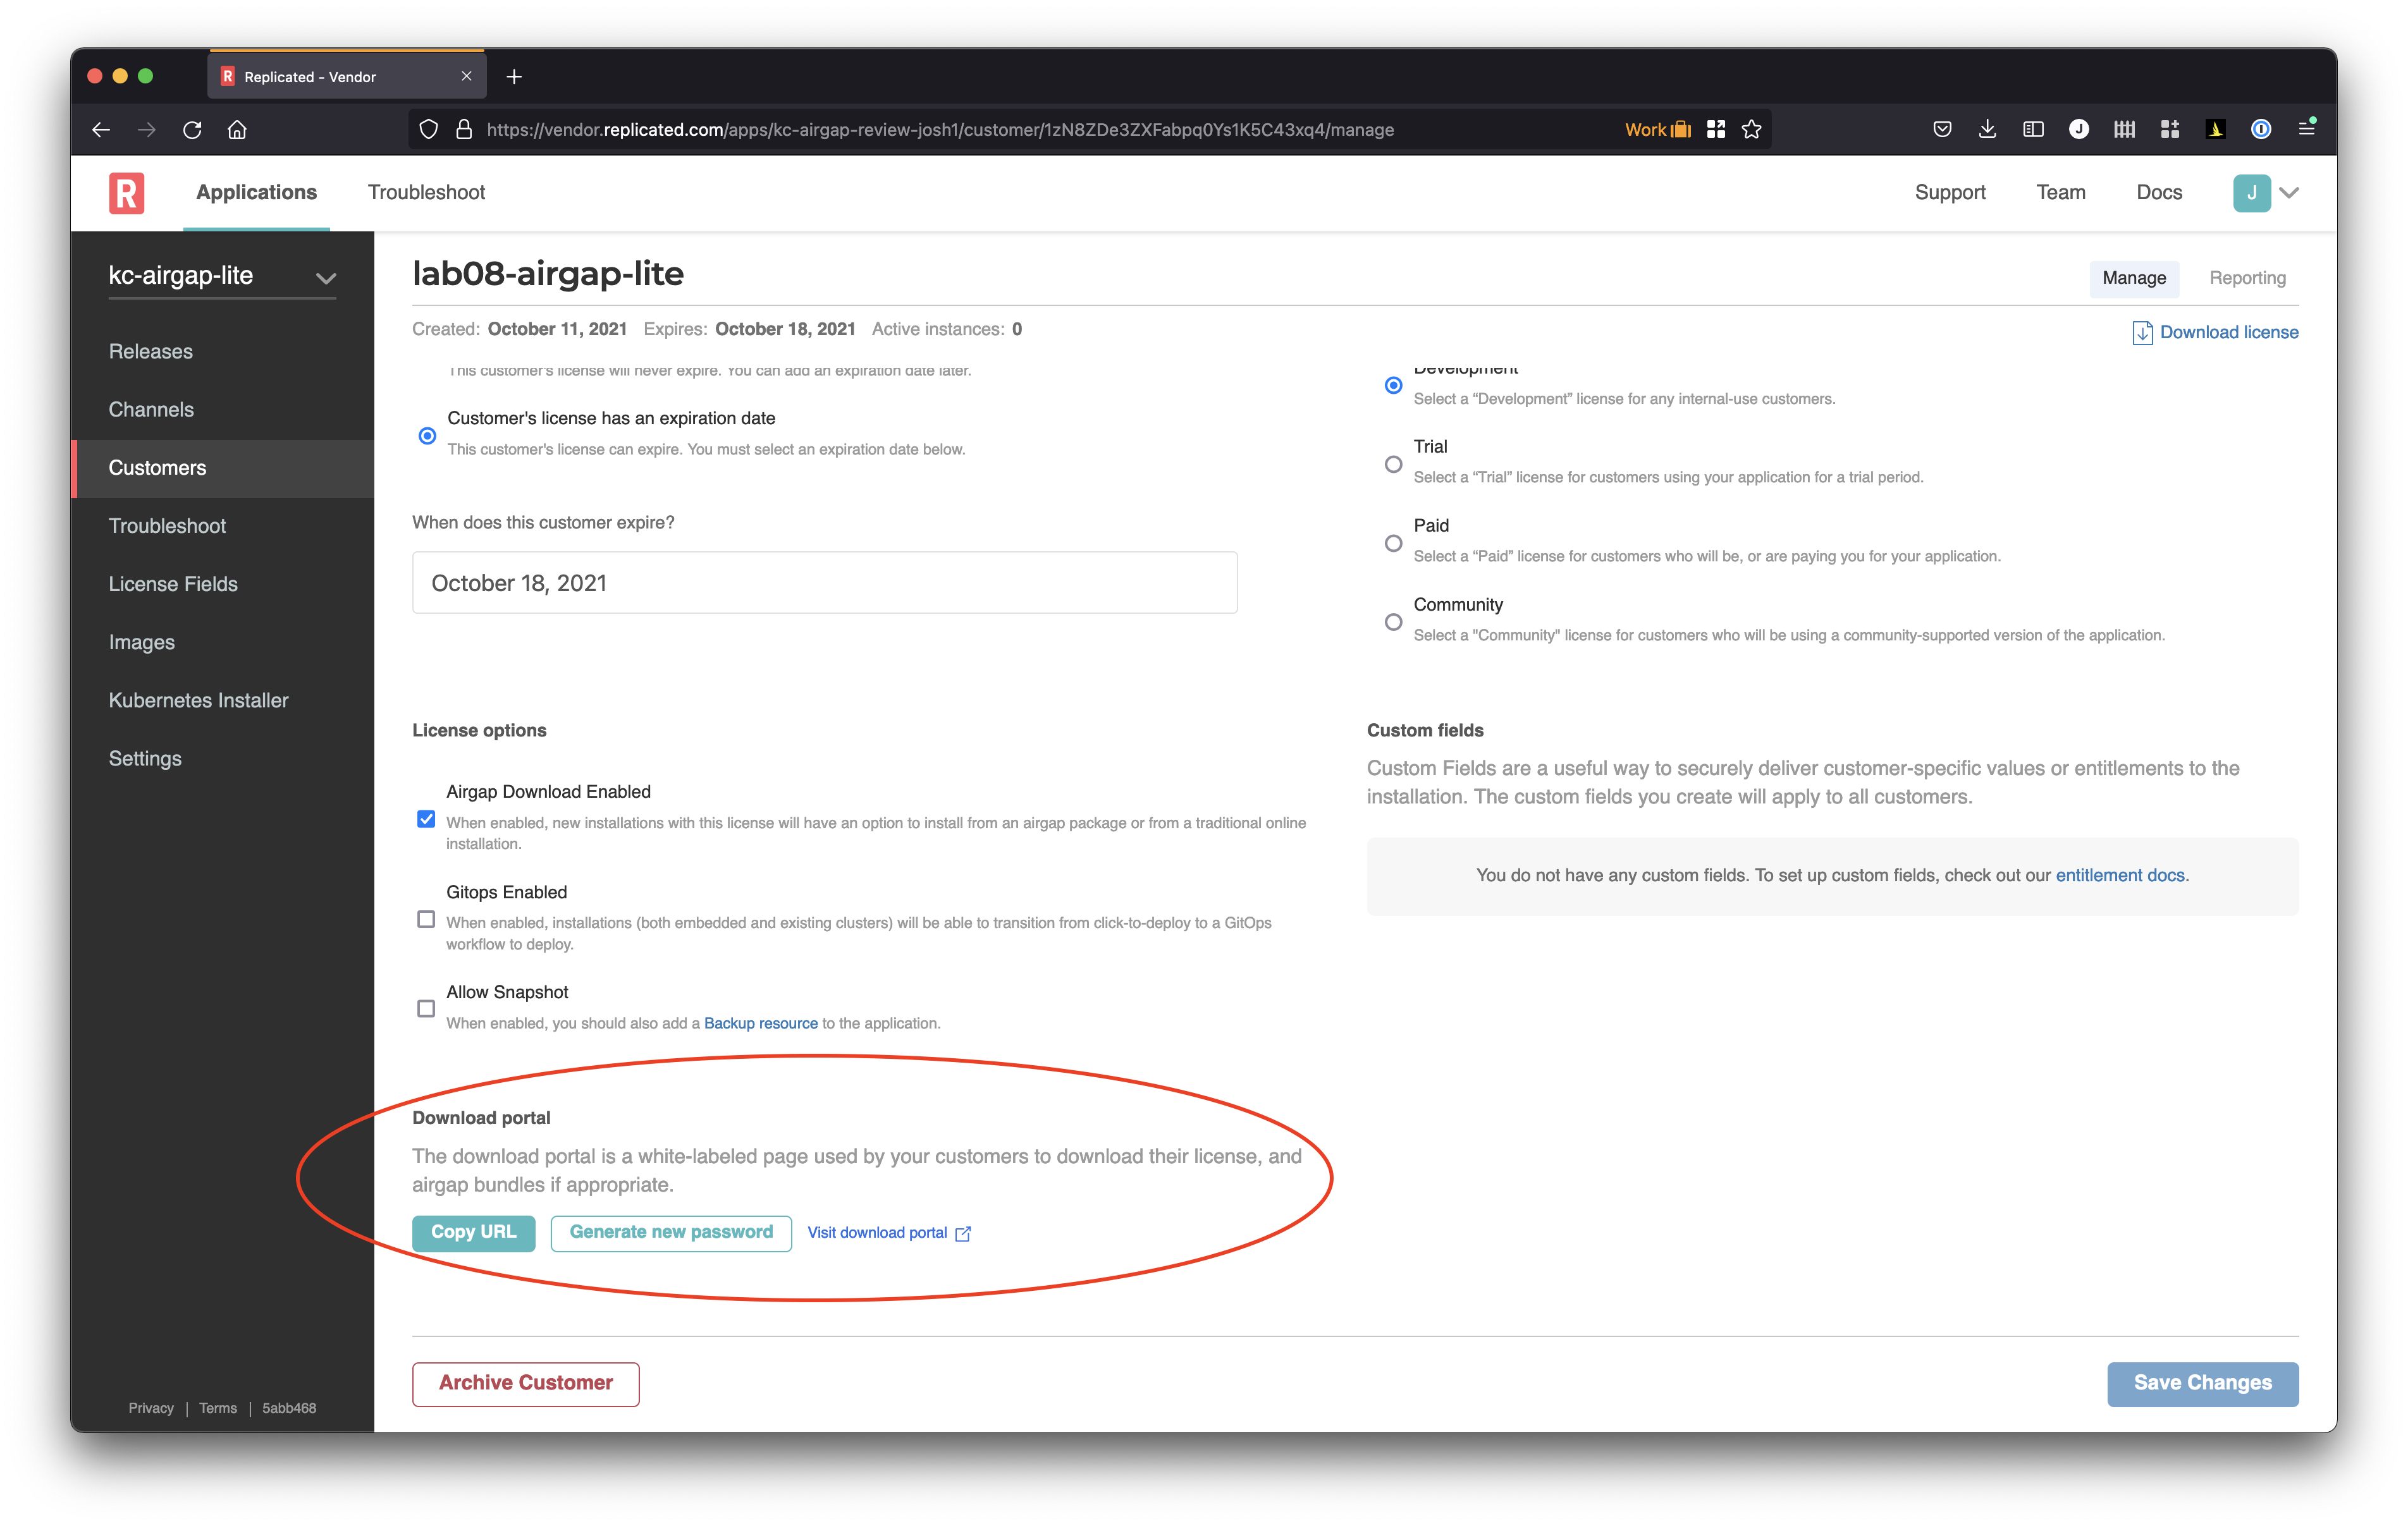 Replicated - Vendor
https://vendor.replicated.com/apps/kc-airgap-review-josh1/customer/1zN8ZDe3ZXFabpq0Ys1K5C43xq4/manage
Work
J
R
Applications
Troubleshoot
Support
Team
Docs
J
kc-airgap-lite
Releases
Channels
Customers
Troubleshoot
License Fields
Images
Kubernetes Installer
Settings
Privacy | Terms | 5abb468
lab08-airgap-lite
Manage
Reporting
Created: October 11, 2021 Expires: October 18, 2021 Active instances: 0
Download license
This customer's license will never expire. You can add an expiration date later.
Customer's license has an expiration date
This customer's license can expire. You must select an expiration date below.
When does this customer expire?
October 18, 2021
Development
Select a “Development” license for any internal-use customers.
Trial
Select a “Trial” license for customers using your application for a trial period.
Paid
Select a “Paid” license for customers who will be, or are paying you for your application.
Community
Select a "Community" license for customers who will be using a community-supported version of the application.
License options
Airgap Download Enabled
When enabled, new installations with this license will have an option to install from an airgap package or from a traditional online
installation.
Gitops Enabled
When enabled, installations (both embedded and existing clusters) will be able to transition from click-to-deploy to a GitOps
workflow to deploy.
Allow Snapshot
When enabled, you should also add a Backup resource to the application.
Custom fields
Custom Fields are a useful way to securely deliver customer-specific values or entitlements to the
installation. The custom fields you create will apply to all customers.
You do not have any custom fields. To set up custom fields, check out our entitlement docs.
Download portal
The download portal is a white-labeled page used by your customers to download their license, and
airgap bundles if appropriate.
Copy URL
Generate new password
Visit download portal
Archive Customer
Save Changes